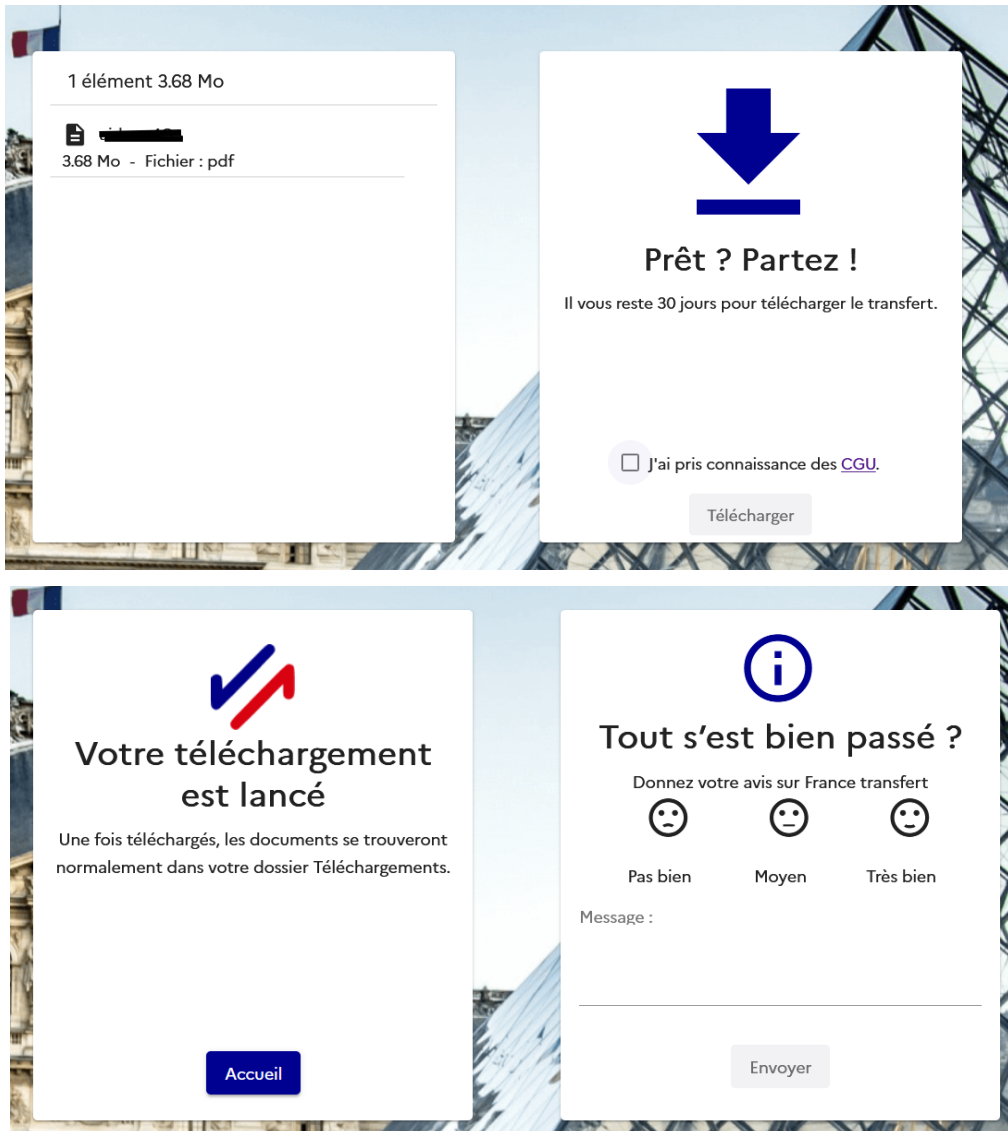 1 élément 3.68 Mo
3.68 Mo - Fichier : pdf
Prêt ? Partez !
Il vous reste 30 jours pour télécharger le transfert.
J'ai pris connaissance des CGU.
Télécharger
Votre téléchargement
est lancé
Une fois téléchargés, les documents se trouveront
normalement dans votre dossier Téléchargements.
Accueil
Tout s’est bien passé ?
Donnez votre avis sur France transfert
Pas bien Moyen Très bien
Message :
Envoyer